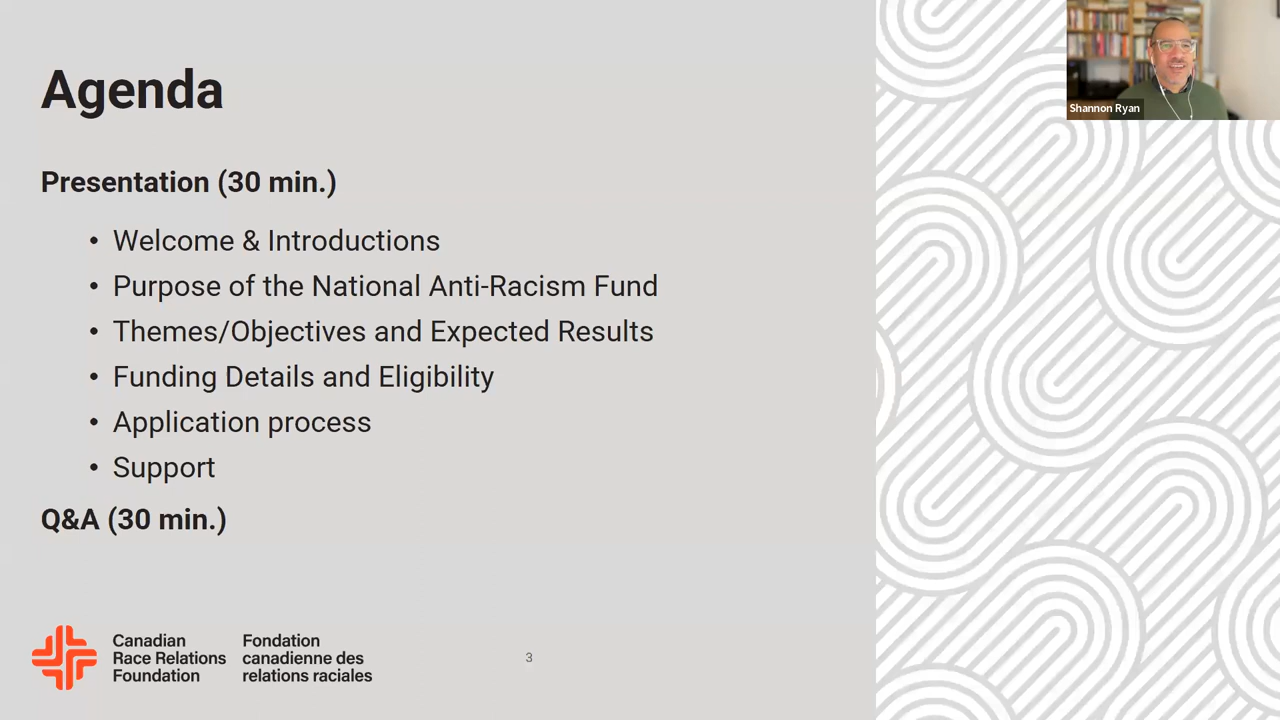 Agenda
Presentation (30 min.)
• Welcome & Introductions
• Purpose of the National Anti-Racism Fund
• Themes/Objectives and Expected Results
• Funding Details and Eligibility
• Application process
• Support
Q&A (30 min.)
Canadian
Race Relations
Foundation
Fondation
canadienne des
relations raciales
3
Shannon Ryan